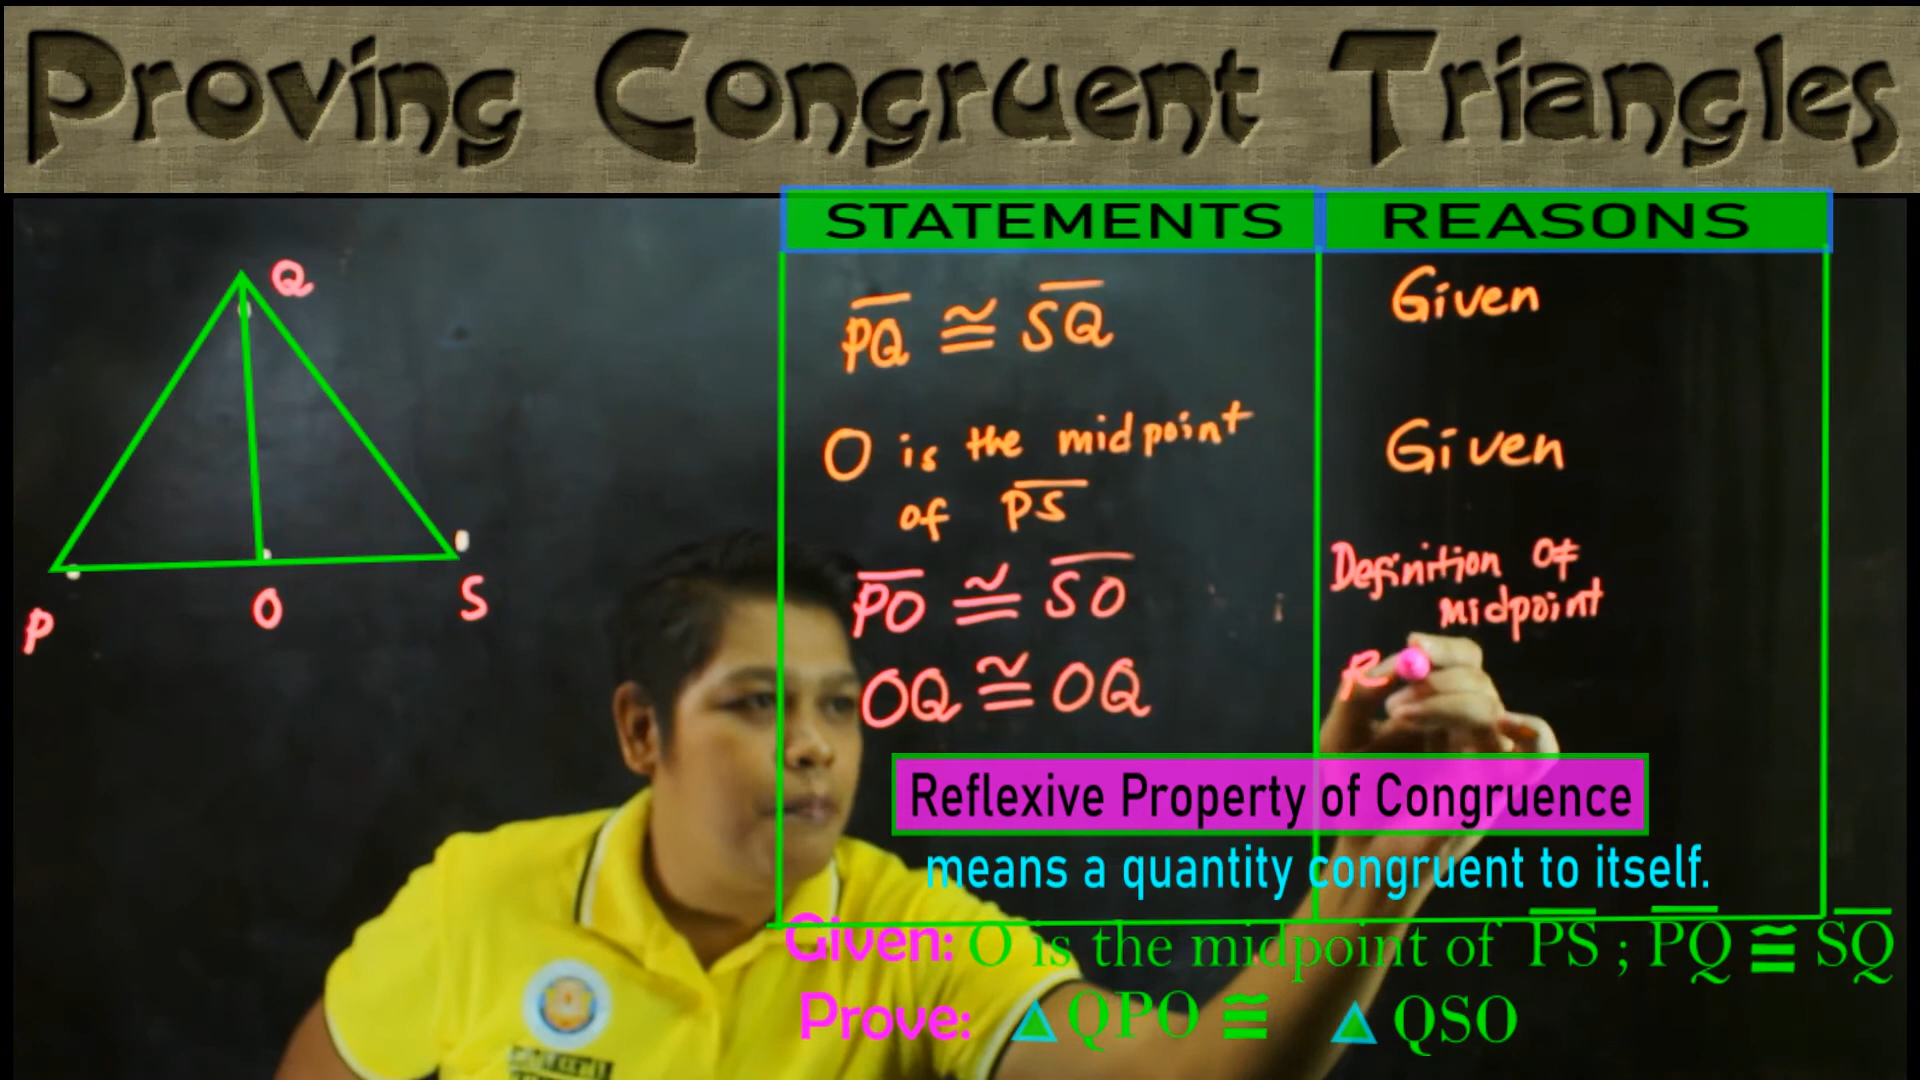 Proving Congruent Triangles
STATEMENTS REASONS
Q
P
O
S
PQ ≅ SQ Given
O is the midpoint Given
of PS
PO ≅ SO Definition Of
midpoint
OQ ≅ OQ R
Reflexive Property of Congruence
means a quantity congruent to itself.
Given: O is the midpoint of PS ; PQ ≅ SQ
Prove: △QPO ≅ △QSO